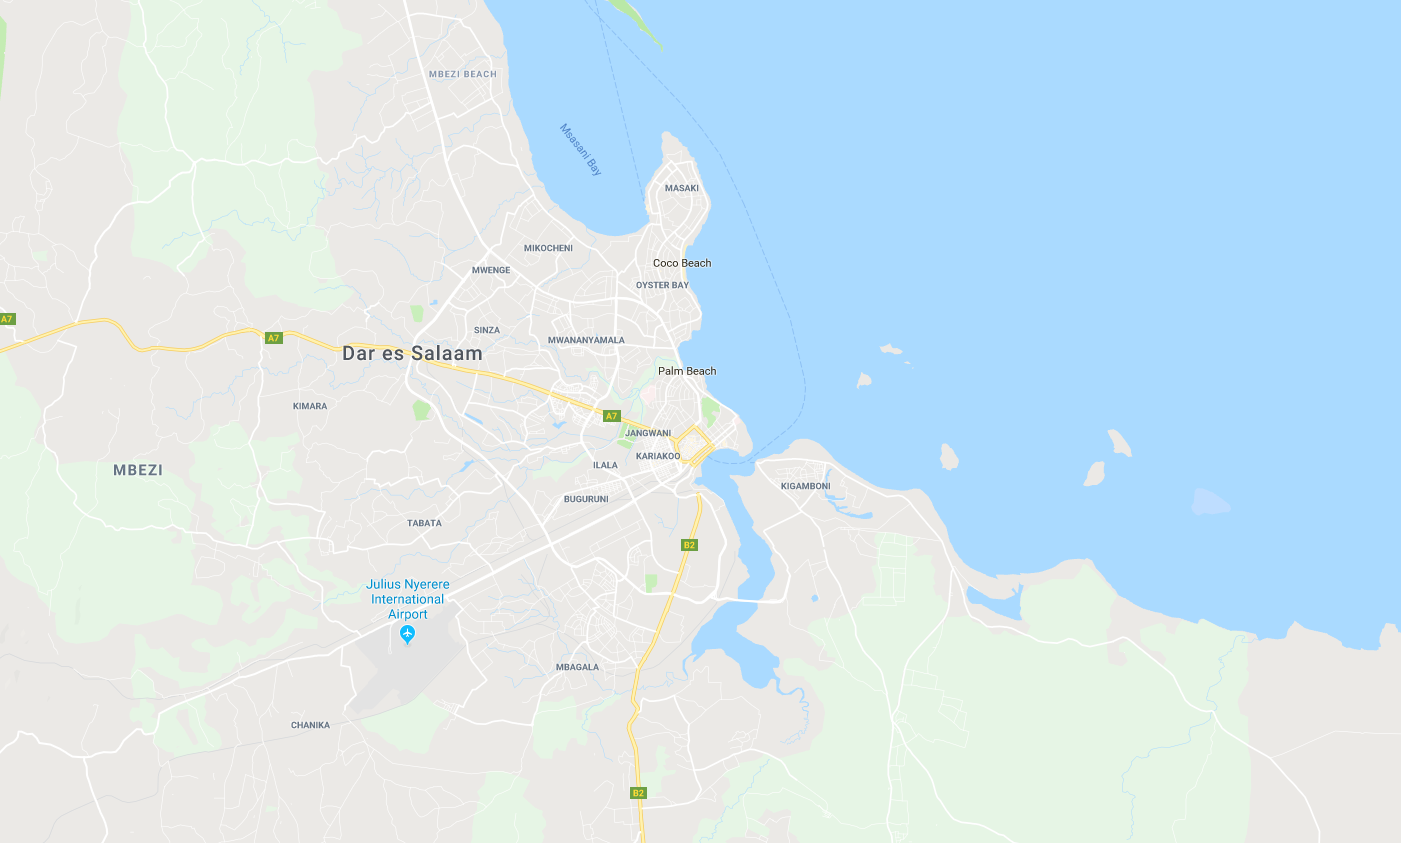 MBEZI BEACH
Msasani Bay
MASAKI
MIKOCHENI
Coco Beach
MWENGE
OYSTER BAY
A7
A7
SINZA
MWANANYAMALA
Dar es Salaam
Palm Beach
KIMARA
A7
JANGWANI
KARIAKOO
ILALA
MBEZI
KIGAMBONI
BUGURUNI
TABATA
B2
Julius Nyerere
International
Airport
MBAGALA
CHANIKA
B2